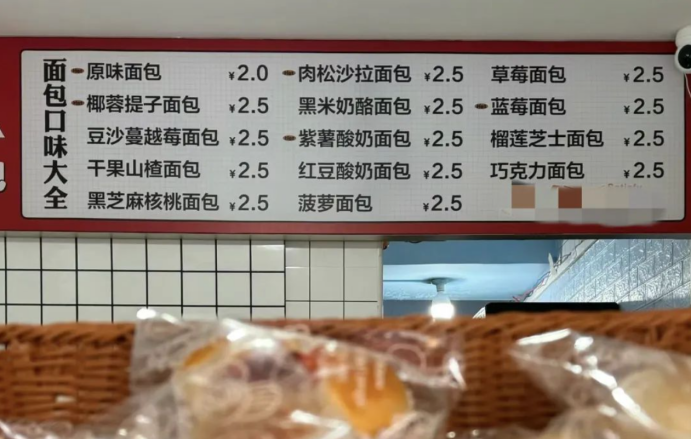 面包口味大全
原味面包 ¥2.0
椰蓉提子面包 ¥2.5
豆沙蔓越莓面包 ¥2.5
干果山楂面包 ¥2.5
黑芝麻核桃面包 ¥2.5
肉松沙拉面包 ¥2.5
黑米奶酪面包 ¥2.5
紫薯酸奶面包 ¥2.5
红豆酸奶面包 ¥2.5
菠萝面包 ¥2.5
草莓面包 ¥2.5
蓝莓面包 ¥2.5
榴莲芝士面包 ¥2.5
巧克力面包 ¥2.5